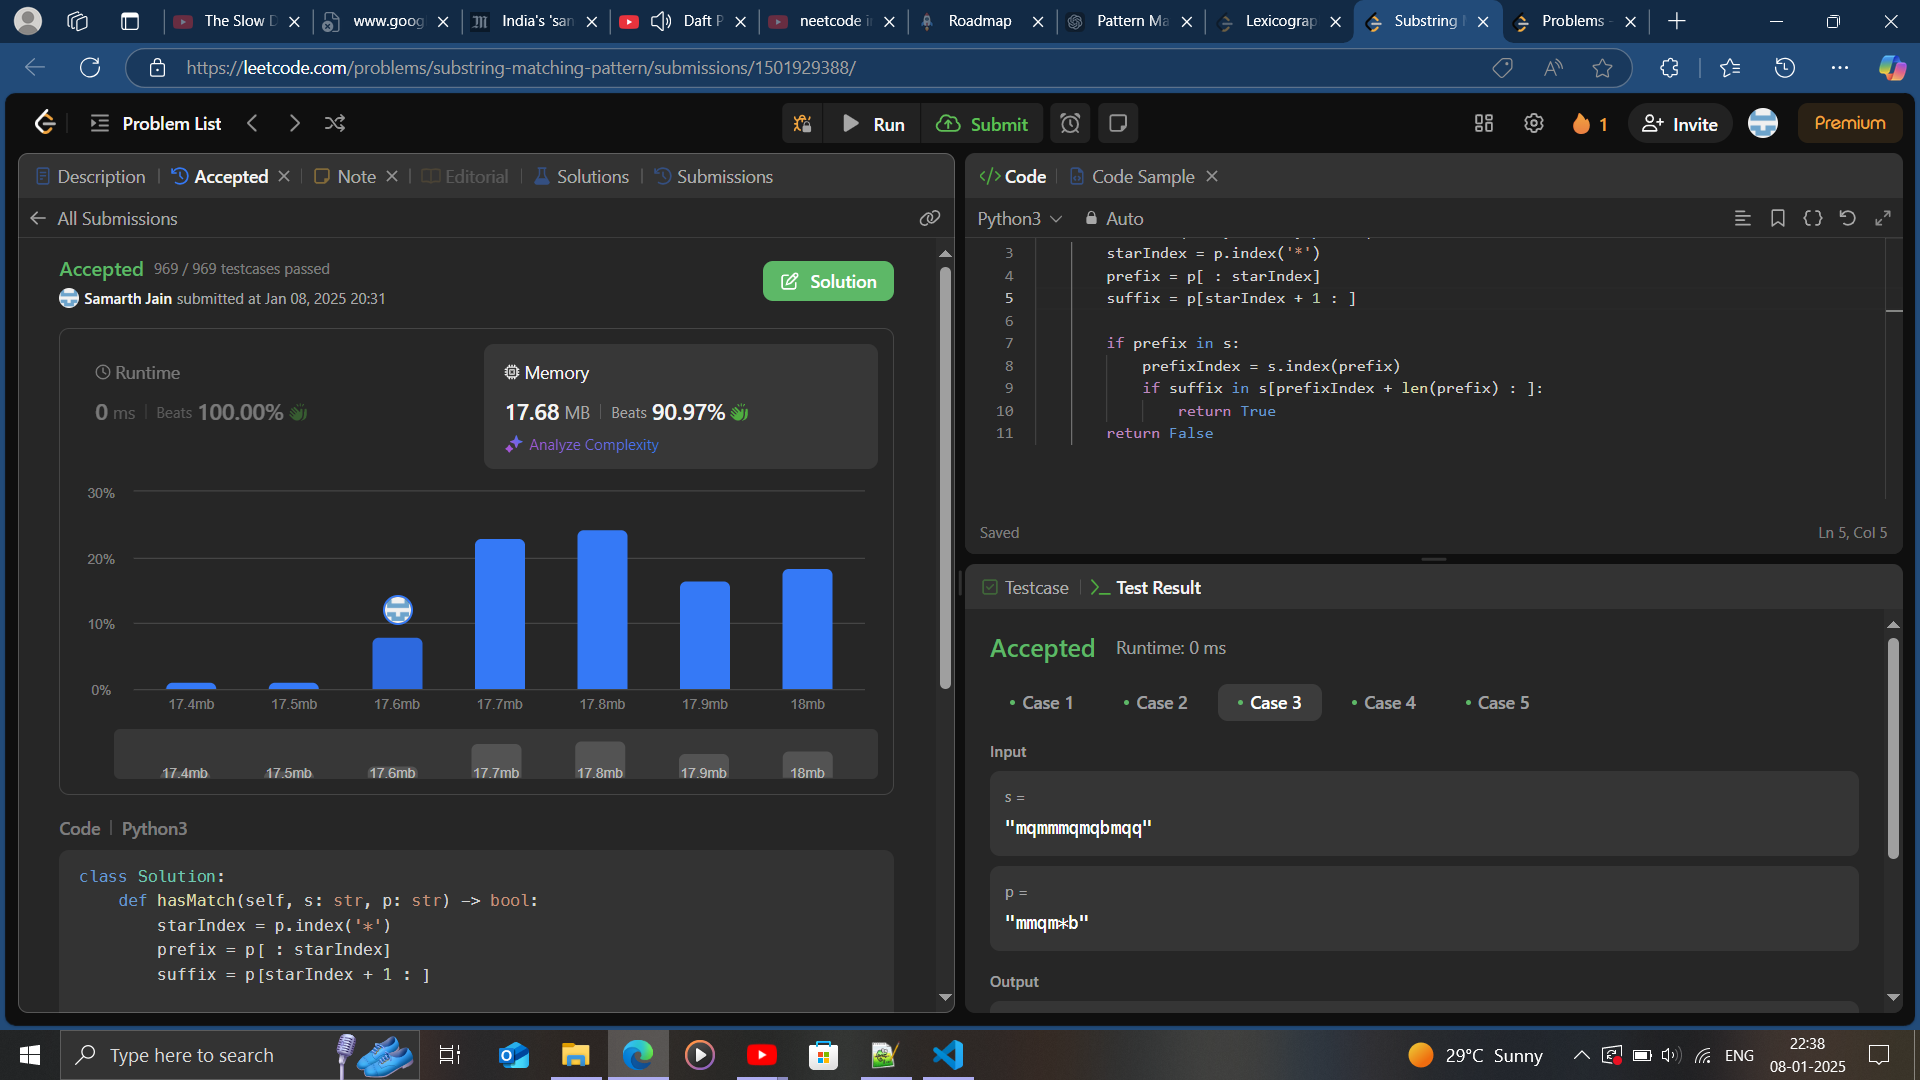 The Slow D
www.goog
India's 'san
Daft P
neetcode i
Roadmap
Pattern Ma
Lexicograp
Substring
Problems -
https://leetcode.com/problems/substring-matching-pattern/submissions/1501929388/
Problem List
Run
Submit
1
Invite
Premium
Description
Accepted
Note
Editorial
Solutions
Submissions
All Submissions
Accepted 969 / 969 testcases passed
Samarth Jain submitted at Jan 08, 2025 20:31
Solution
Runtime
0 ms Beats 100.00%
Memory
17.68 MB Beats 90.97%
Analyze Complexity
30%
20%
10%
0%
17.4mb 17.5mb 17.6mb 17.7mb 17.8mb 17.9mb 18mb
17.4mb 17.5mb 17.6mb 17.7mb 17.8mb 17.9mb 18mb
Code Python3
class Solution:
def hasMatch(self, s: str, p: str) -> bool:
starIndex = p.index('*')
prefix = p[ : starIndex]
suffix = p[starIndex + 1 : ]
Code
Code Sample
Python3
Auto
3 starIndex = p.index('*')
4 prefix = p[ : starIndex]
5 suffix = p[starIndex + 1 : ]
6
7 if prefix in s:
8 prefixIndex = s.index(prefix)
9 if suffix in s[prefixIndex + len(prefix) : ]:
10 return True
11 return False
Saved
Ln 5, Col 5
Testcase
Test Result
Accepted Runtime: 0 ms
Case 1 Case 2 Case 3 Case 4 Case 5
Input
s =
"mqmmmqmqbmqq"
p =
"mmqm*b"
Output
Type here to search
29°C Sunny
ENG
22:38
08-01-2025